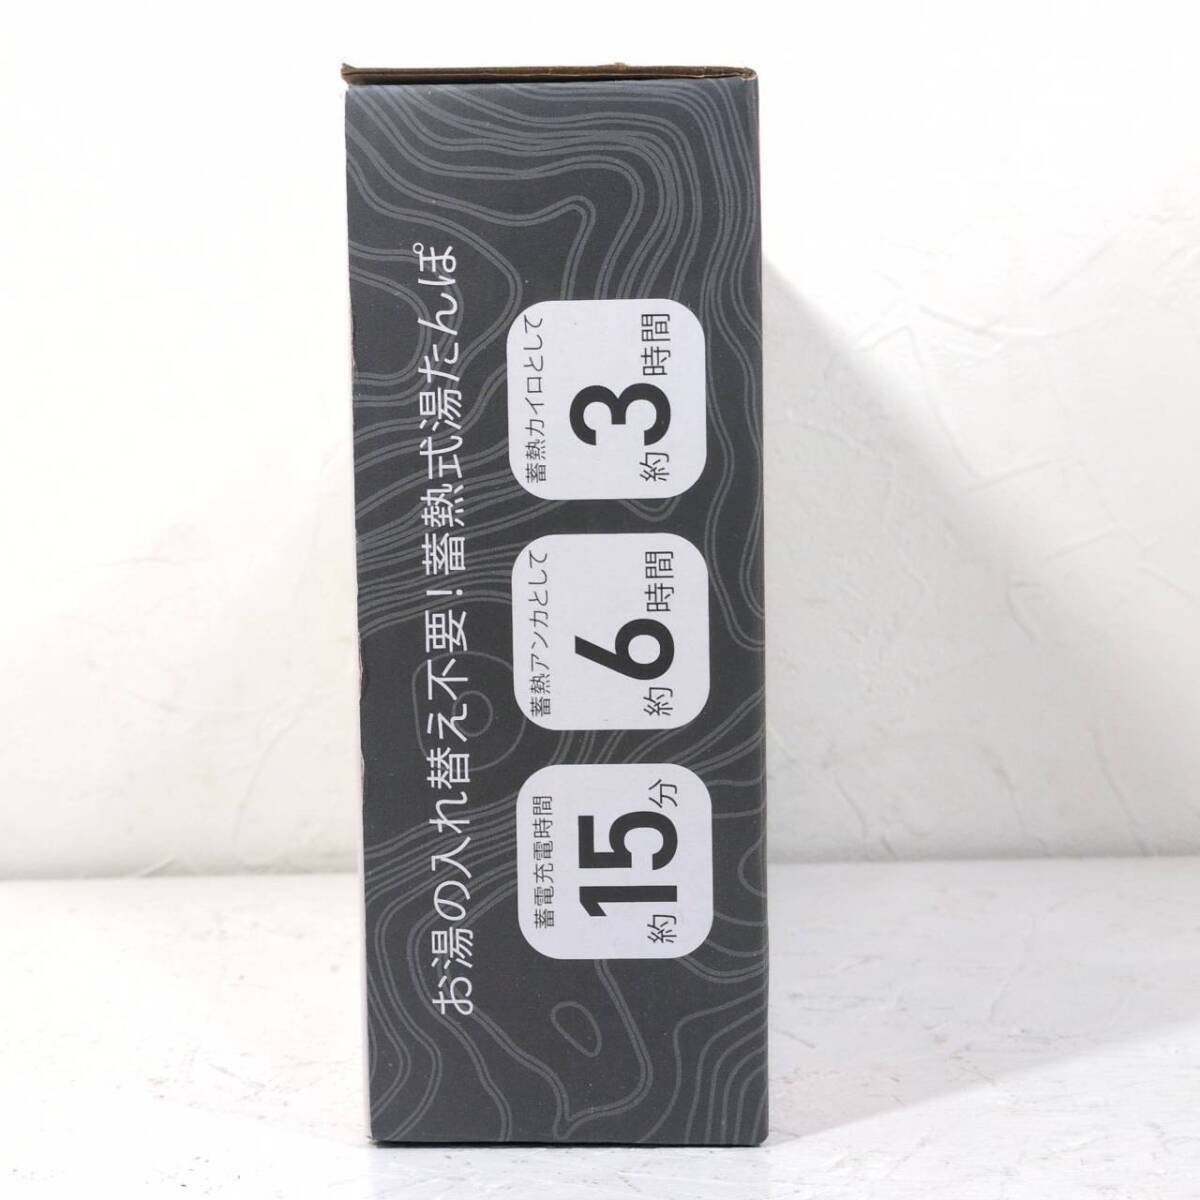 お湯の入れ替え不要!蓄熱式湯たんぽ
蓄電充電時間
約15分
蓄熱アンカとして
約6時間
蓄熱カイロとして
約3時間